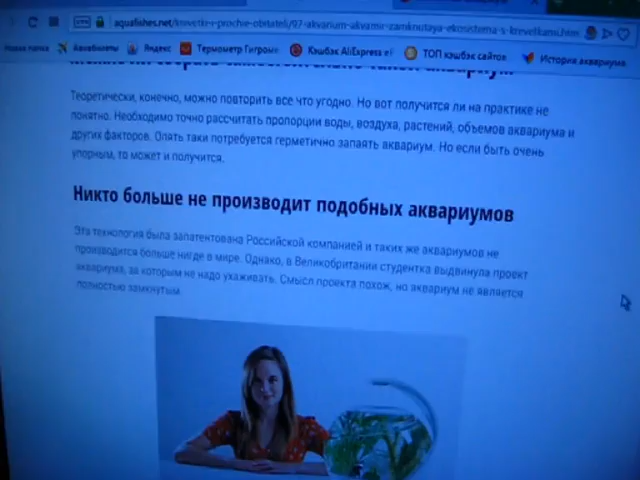 aquafishes.net/krevetki-i-prochie-obitateli/97-akvarium-akvamir-zamknutaya-ekosistema-s-krevetkami.htm
Новая папка Авиабилеты Яндекс Термометр Гигром Кэшбэк AliExpress ТОП кэшбэк сайтов История аквариума
Теоретически, конечно, можно повторить все что угодно. Но вот получится ли на практике не
понятно. Необходимо точно рассчитать пропорции воды, воздуха, растений, объемов аквариума и
других факторов. Опять таки потребуется герметично запаять аквариум. Но если быть очень
упорным, то может и получится.
Никто больше не производит подобных аквариумов
Эта технология была запатентована Российской компанией и таких же аквариумов не
производится больше нигде в мире. Однако, в Великобритании студентка выдвинула проект
аквариума, за которым не надо ухаживать. Смысл проекта похож, но аквариум не является
полностью замкнутым.